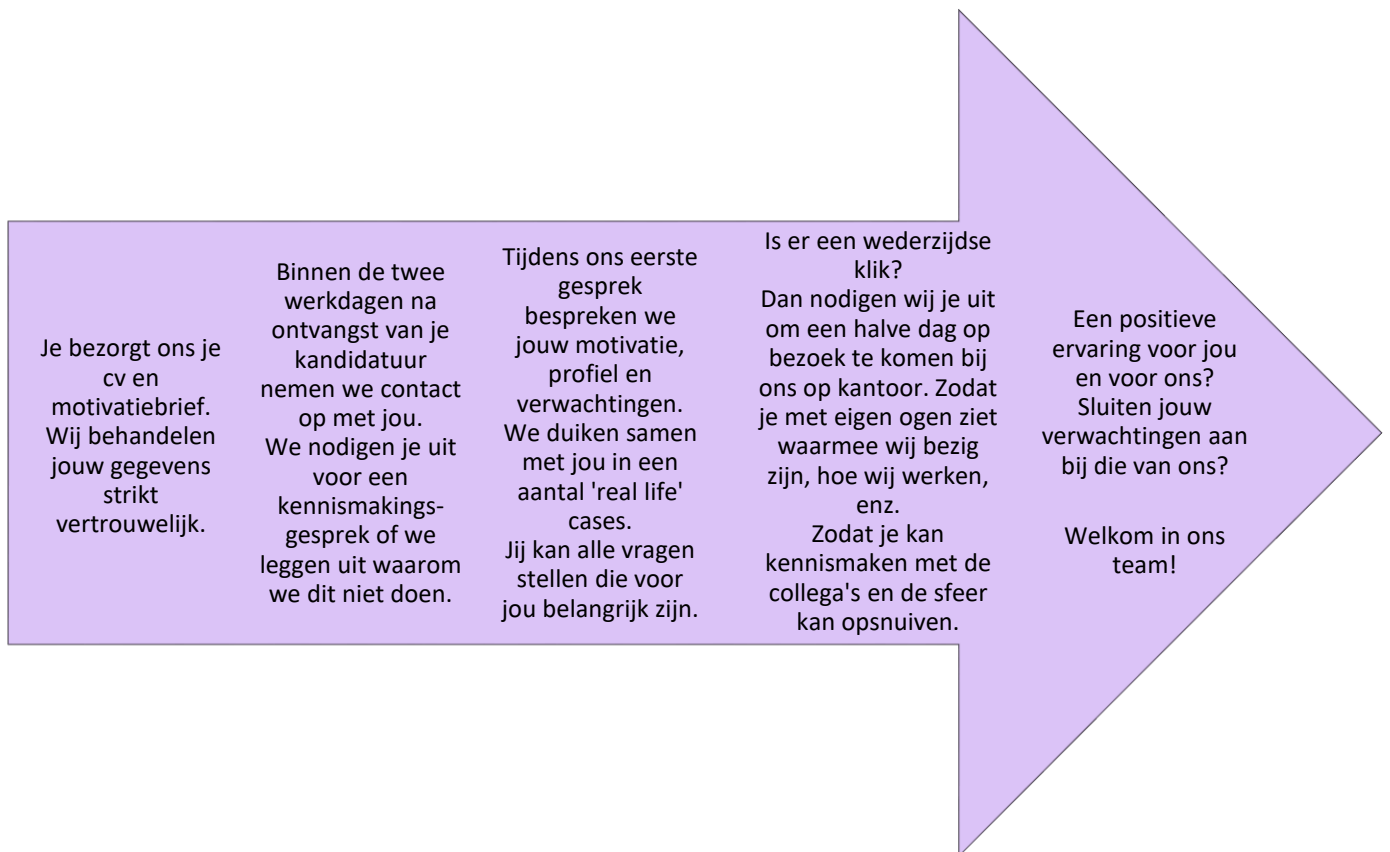 Je bezorgt ons je
cv en
motivatiebrief.
Wij behandelen
jouw gegevens
strikt
vertrouwelijk.
Binnen de twee
werkdagen na
ontvangst van je
kandidatuur
nemen we contact
op met jou.
We nodigen je uit
voor een
kennismakings-
gesprek of we
leggen uit waarom
we dit niet doen.
Tijdens ons eerste
gesprek
bespreken we
jouw motivatie,
profiel en
verwachtingen.
We duiken samen
met jou in een
aantal 'real life'
cases.
Jij kan alle vragen
stellen die voor
jou belangrijk zijn.
Is er een wederzijdse
klik?
Dan nodigen wij je uit
om een halve dag op
bezoek te komen bij
ons op kantoor. Zodat
je met eigen ogen ziet
waarmee wij bezig
zijn, hoe wij werken,
enz.
Zodat je kan
kennismaken met de
collega's en de sfeer
kan opsnuiven.
Een positieve
ervaring voor jou
en voor ons?
Sluiten jouw
verwachtingen aan
bij die van ons?
Welkom in ons
team!